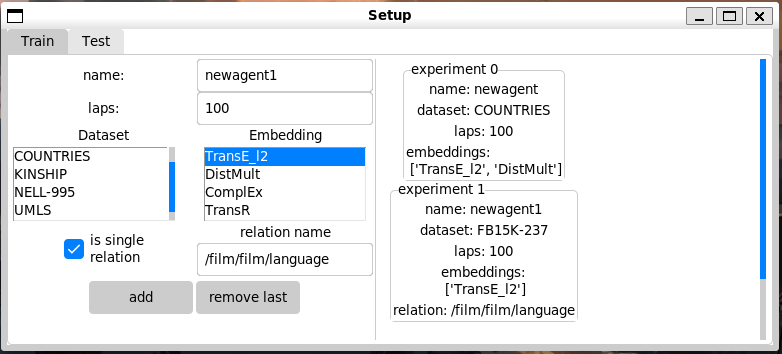 Setup
Train
Test
name:
newagent1
laps:
100
Dataset
COUNTRIES
KINSHIP
NELL-995
UMLS
Embedding
TransE_l2
DistMult
ComplEx
TransR
is single
relation
relation name
/film/film/language
add
remove last
experiment 0
name: newagent
dataset: COUNTRIES
laps: 100
embeddings:
['TransE_l2', 'DistMult']
experiment 1
name: newagent1
dataset: FB15K-237
laps: 100
embeddings:
['TransE_l2']
relation: /film/film/language